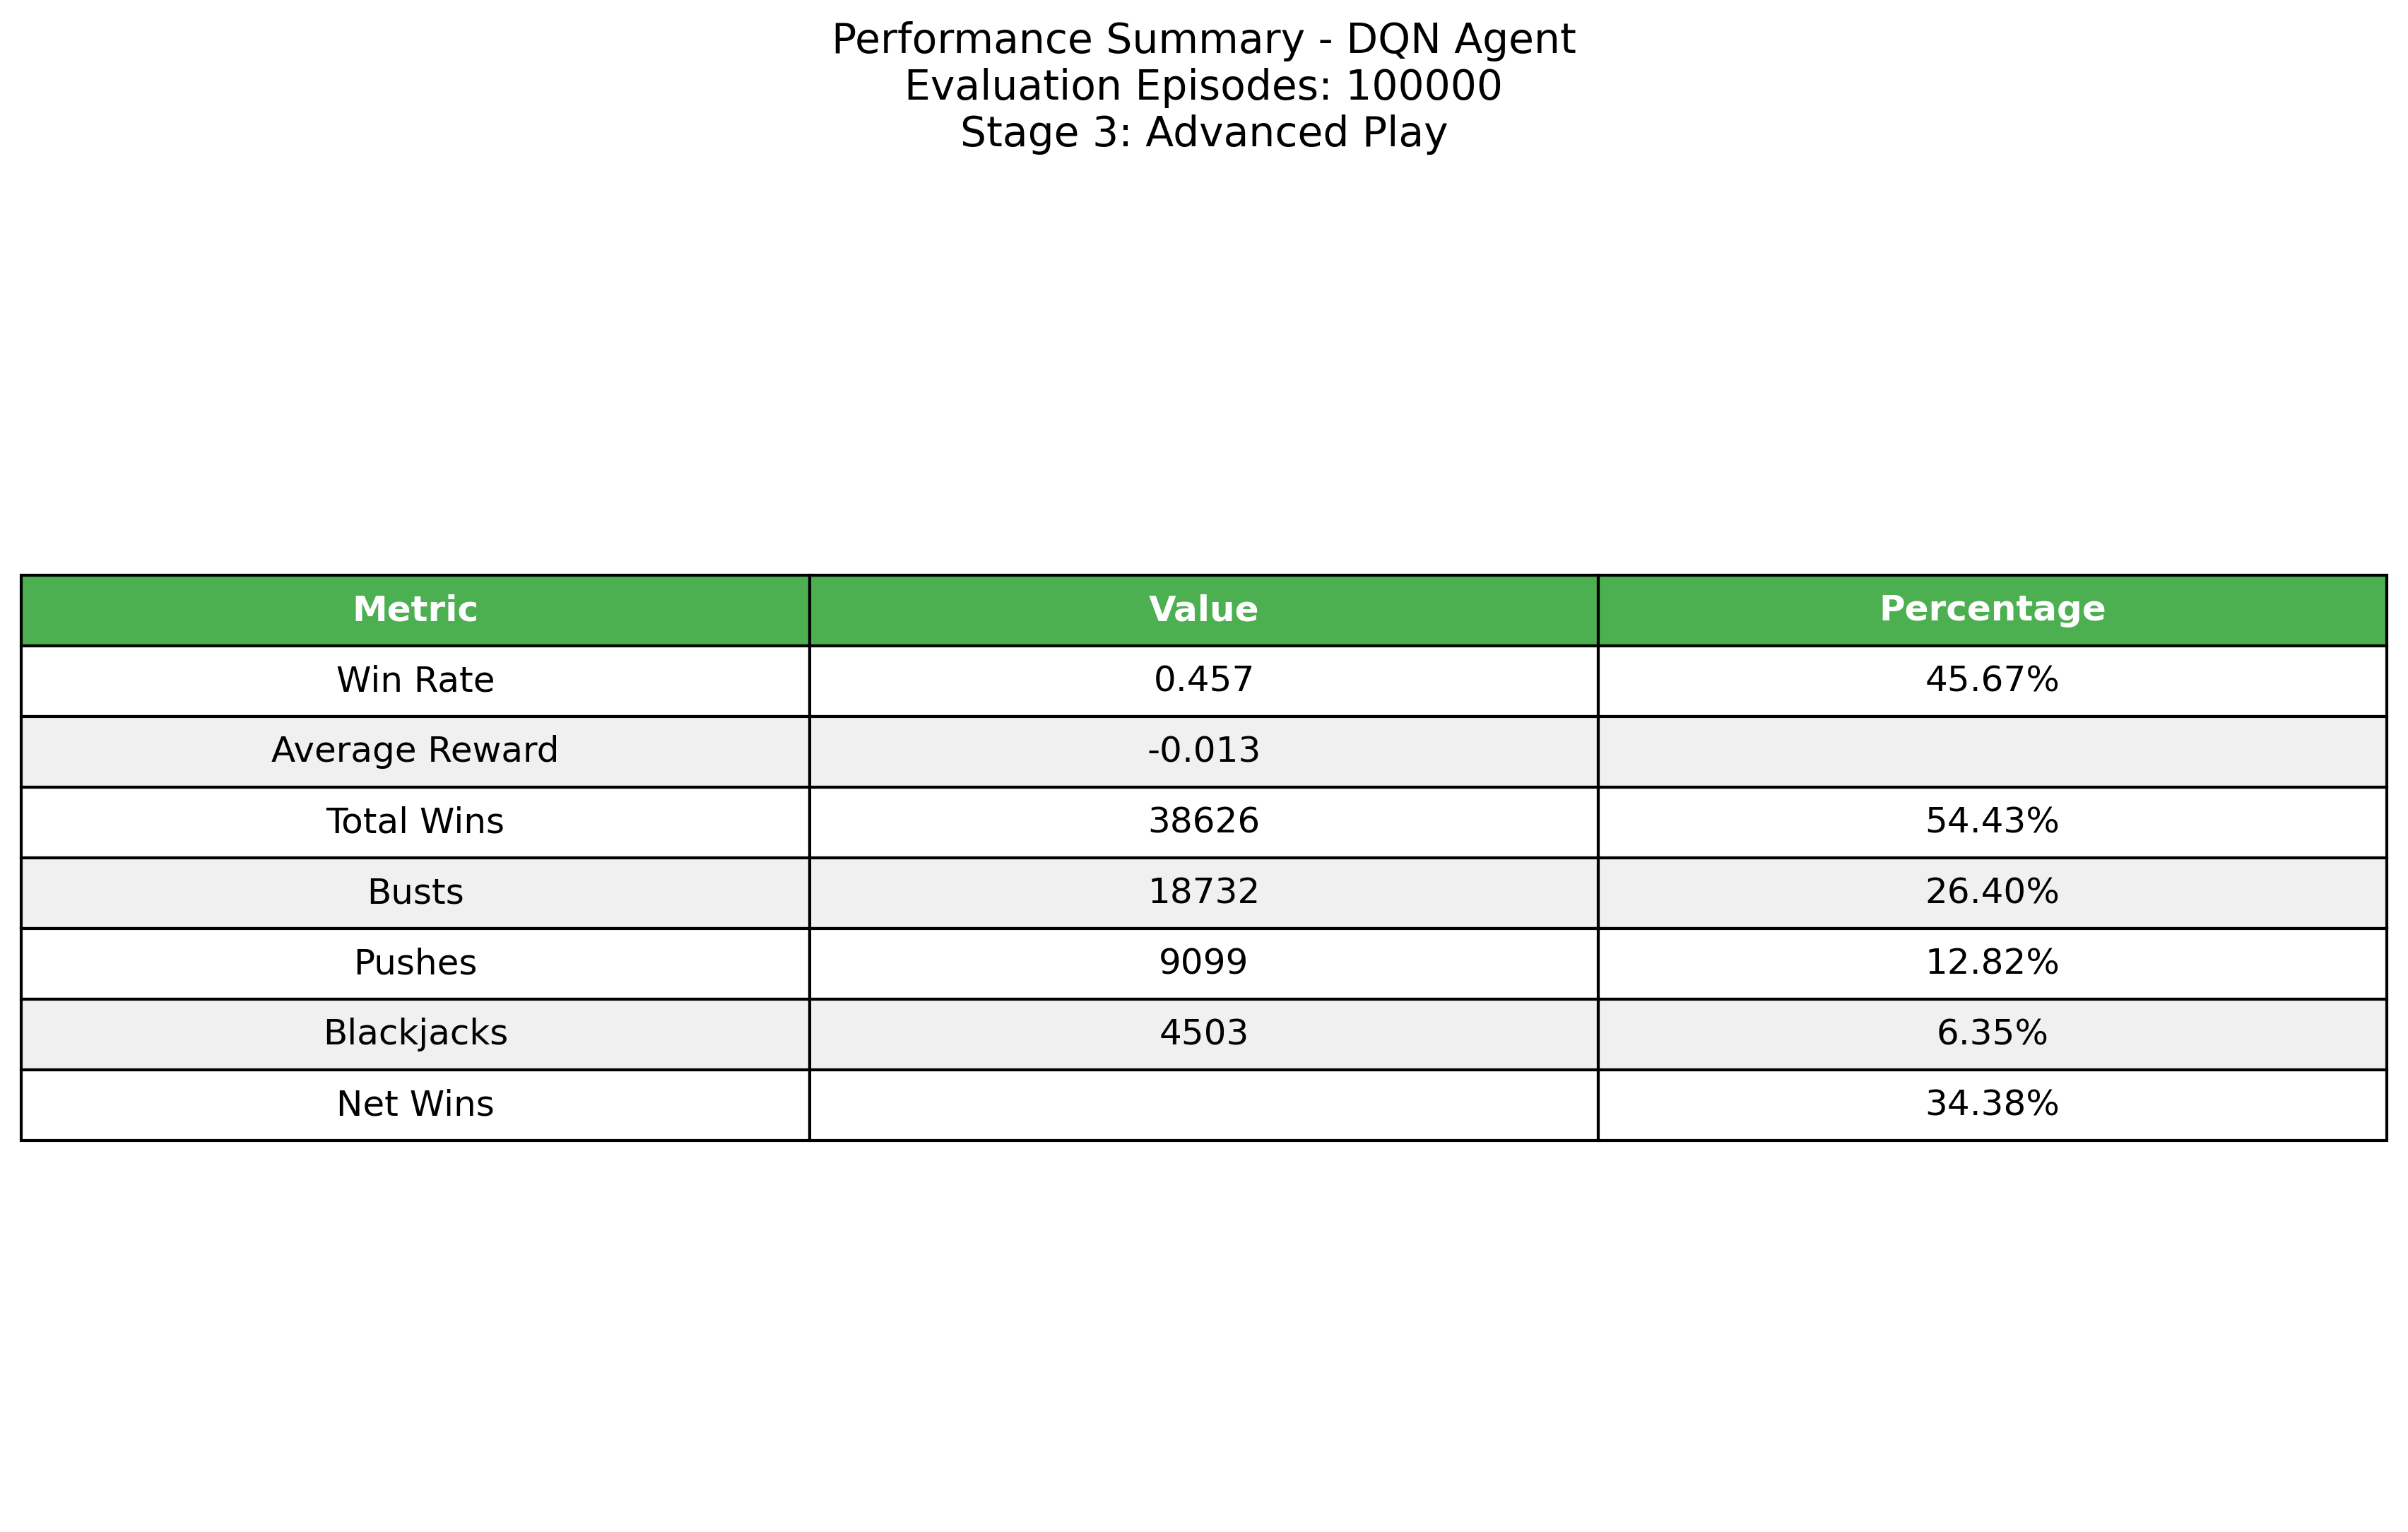 Performance Summary - DQN Agent
Evaluation Episodes: 100000
Stage 3: Advanced Play
Metric Value Percentage
Win Rate 0.457 45.67%
Average Reward -0.013
Total Wins 38626 54.43%
Busts 18732 26.40%
Pushes 9099 12.82%
Blackjacks 4503 6.35%
Net Wins 34.38%